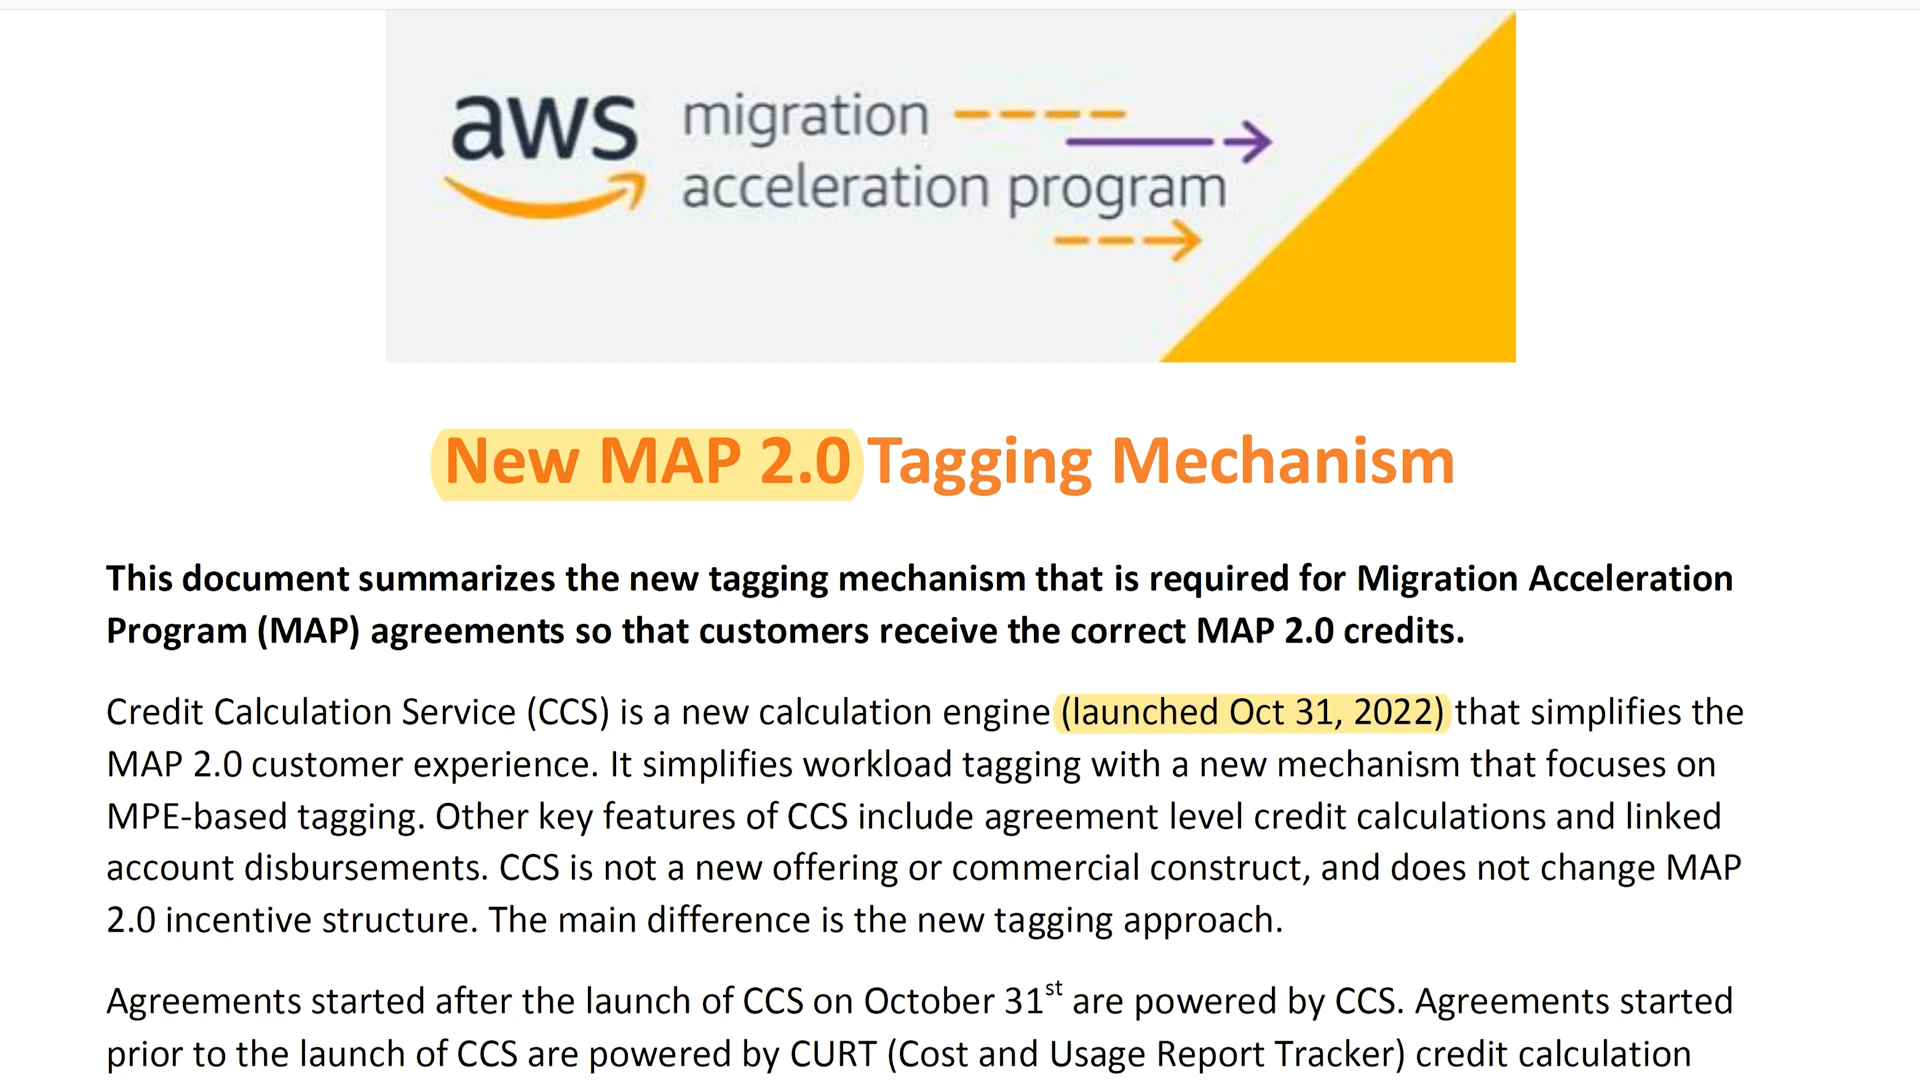 aws migration
acceleration program
New MAP 2.0 Tagging Mechanism
This document summarizes the new tagging mechanism that is required for Migration Acceleration
Program (MAP) agreements so that customers receive the correct MAP 2.0 credits.
Credit Calculation Service (CCS) is a new calculation engine (launched Oct 31, 2022) that simplifies the
MAP 2.0 customer experience. It simplifies workload tagging with a new mechanism that focuses on
MPE-based tagging. Other key features of CCS include agreement level credit calculations and linked
account disbursements. CCS is not a new offering or commercial construct, and does not change MAP
2.0 incentive structure. The main difference is the new tagging approach.
Agreements started after the launch of CCS on October 31st are powered by CCS. Agreements started
prior to the launch of CCS are powered by CURT (Cost and Usage Report Tracker) credit calculation